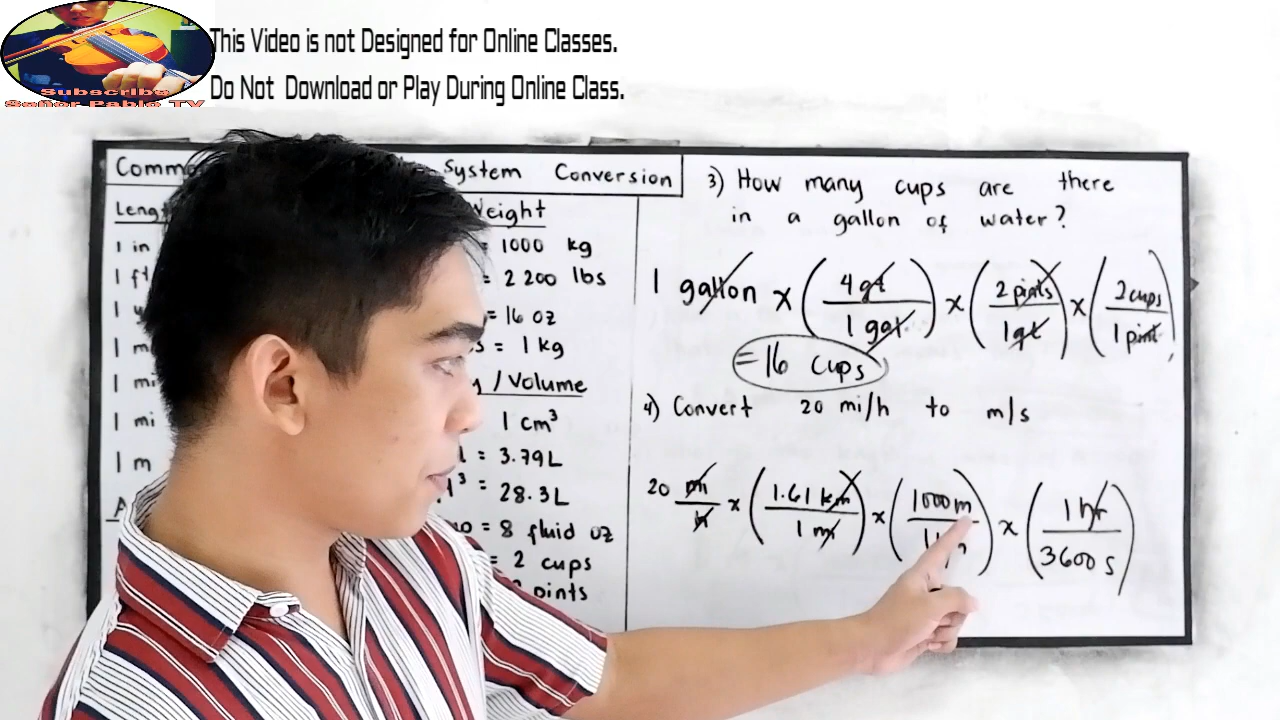 This Video is not Designed for Online Classes.
Do Not Download or Play During Online Class.
Subscribe
Señor Pablo TV
System Conversion
Length
Weight
1 in
= 1000 kg
1 ft
= 2 200 lbs
= 16 oz
= 1 kg
1 mi
/ Volume
1 mi
1 cm³
1 m
= 3.79L
= 28.3L
= 8 fluid oz
= 2 cups
pints
3) How many cups are there
in a gallon of water?
1 gallon × (4 qt / 1 gal.) × (2 pints / 1 qt) × (2 cups / 1 pint)
= 16 cups
4) Convert 20 mi/h to m/s
20 mi / h × (1.61 km / 1 mi) × (1000 m / 1) × (1 hr / 3600 s)